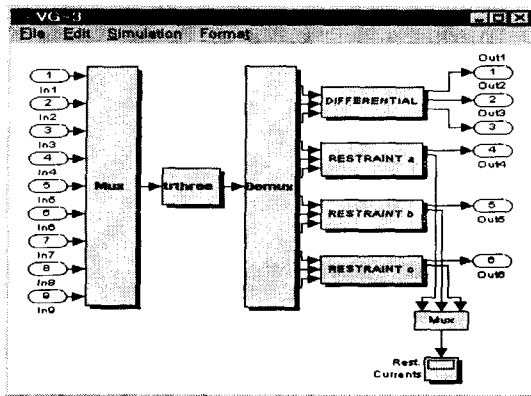 VG-3
File Edit Simulation Format
1
In1
2
In2
3
In3
4
In4
5
In5
6
In6
7
In7
8
In8
9
In9
Mux
trthree
Demux
DIFFERENTIAL
RESTRAINT a
RESTRAINT b
RESTRAINT c
Out1
1
Out2
2
Out3
3
4
Out4
5
Out5
6
Out6
Mux
Rest.
Currents